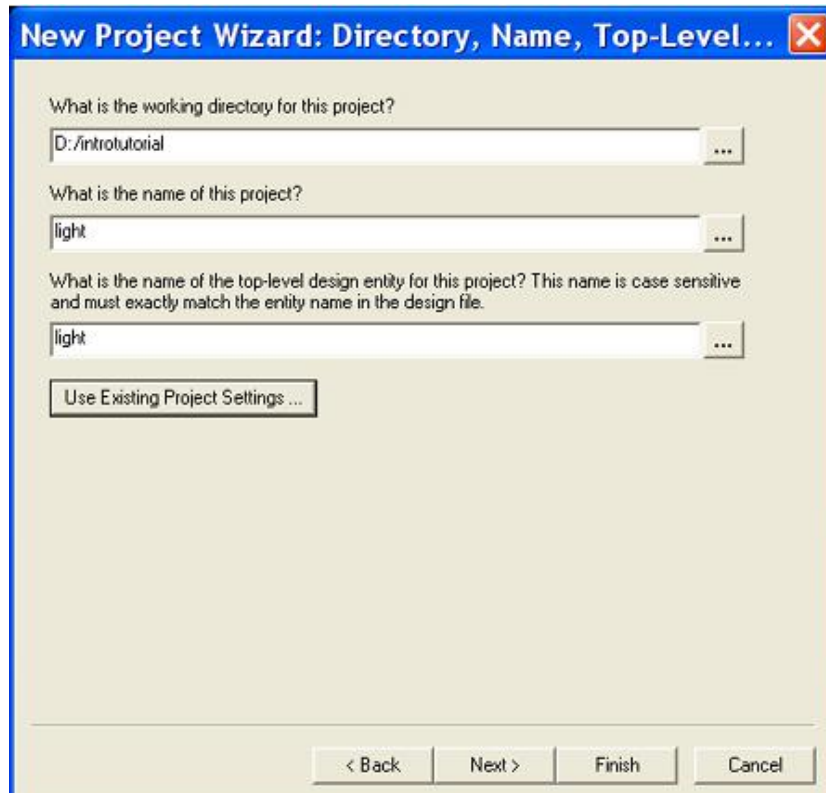 New Project Wizard: Directory, Name, Top-Level...
What is the working directory for this project?
D:/introtutorial
...
What is the name of this project?
light
...
What is the name of the top-level design entity for this project? This name is case sensitive
and must exactly match the entity name in the design file.
light
...
Use Existing Project Settings ...
< Back Next > Finish Cancel